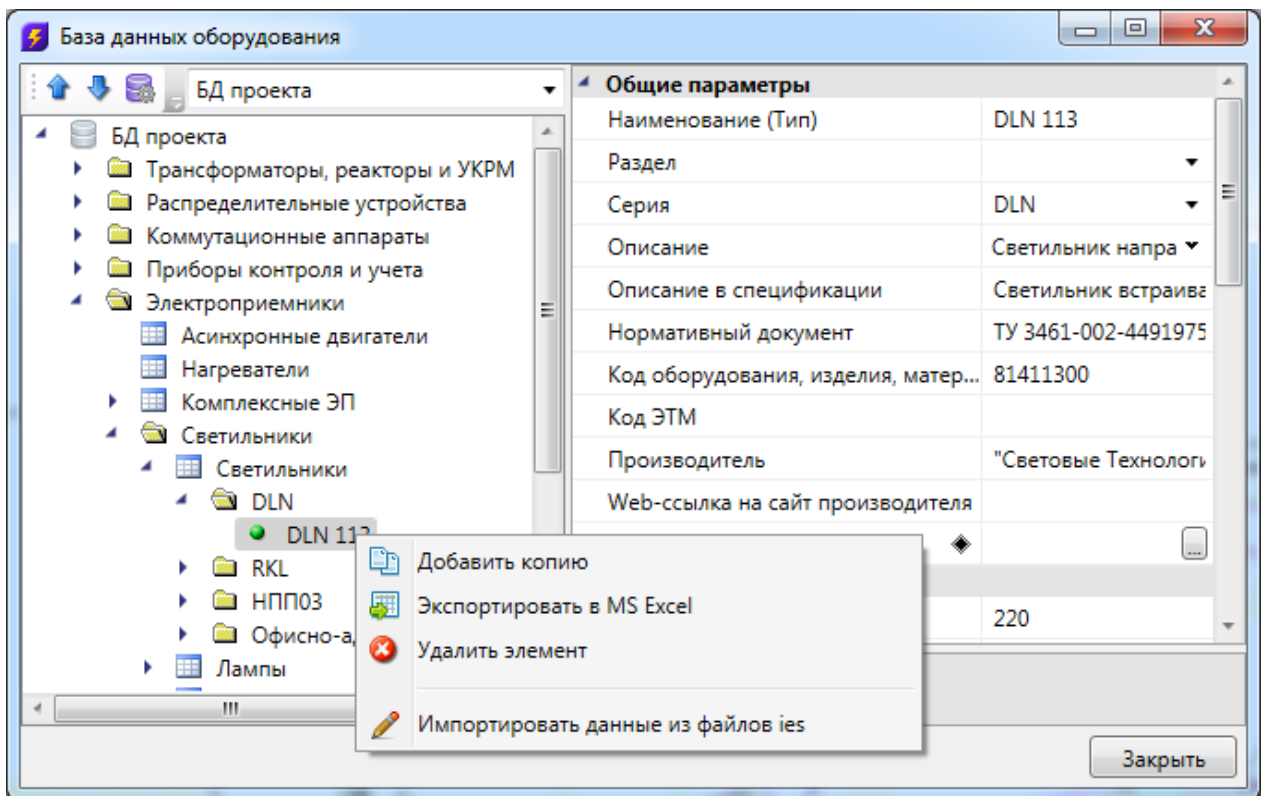 База данных оборудования
БД проекта
БД проекта
Трансформаторы, реакторы и УКРМ
Распределительные устройства
Коммутационные аппараты
Приборы контроля и учета
Электроприемники
Асинхронные двигатели
Нагреватели
Комплексные ЭП
Светильники
Светильники
DLN
DLN 113
RKL
НПП03
Офисно-ад
Лампы
Общие параметры
Наименование (Тип) DLN 113
Раздел
Серия DLN
Описание Светильник напра
Описание в спецификации Светильник встраива
Нормативный документ ТУ 3461-002-4491975
Код оборудования, изделия, матер... 81411300
Код ЭТМ
Производитель "Световые Технологи
Web-ссылка на сайт производителя
...
220
Добавить копию
Экспортировать в MS Excel
Удалить элемент
Импортировать данные из файлов ies
Закрыть